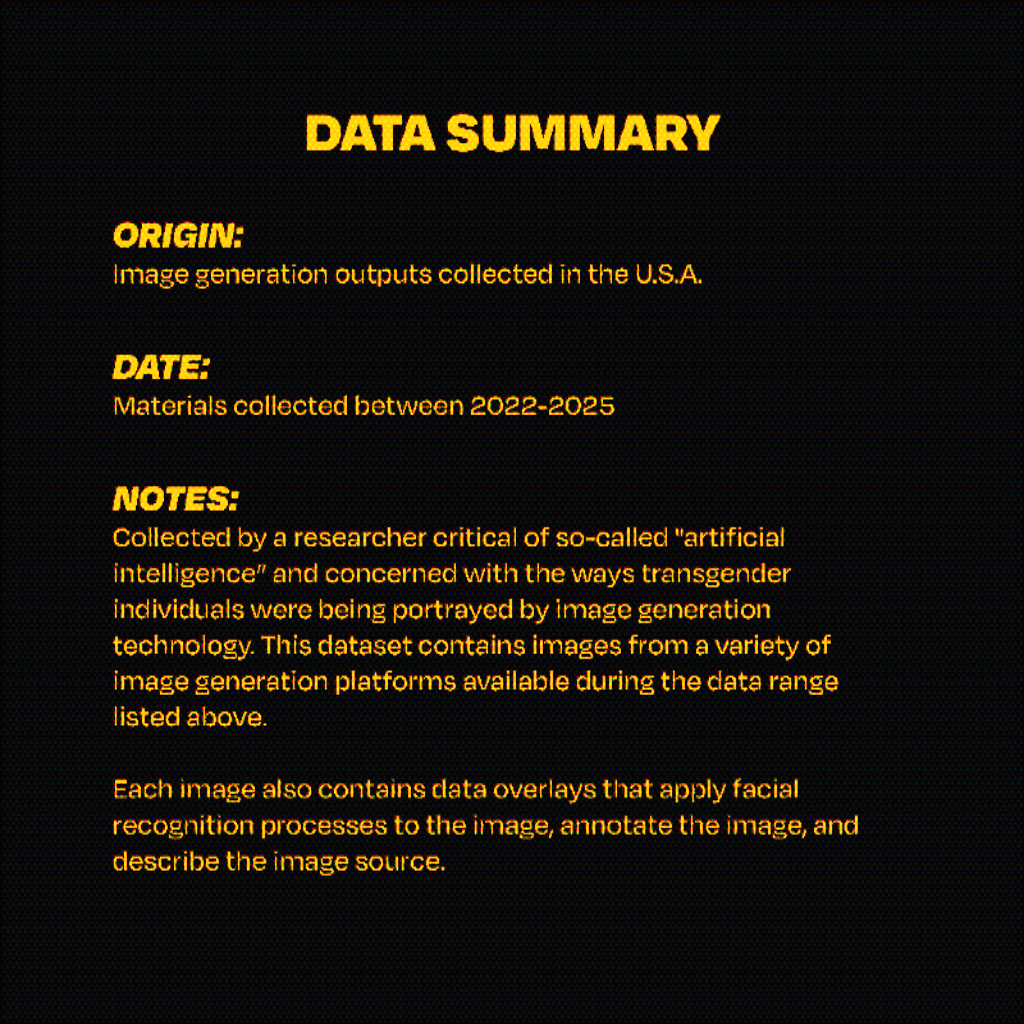 DATA SUMMARY
ORIGIN:
Image generation outputs collected in the U.S.A.
DATE:
Materials collected between 2022-2025
NOTES:
Collected by a researcher critical of so-called "artificial
intelligence" and concerned with the ways transgender
individuals were being portrayed by image generation
technology. This dataset contains images from a variety of
image generation platforms available during the data range
listed above.
Each image also contains data overlays that apply facial
recognition processes to the image, annotate the image, and
describe the image source.